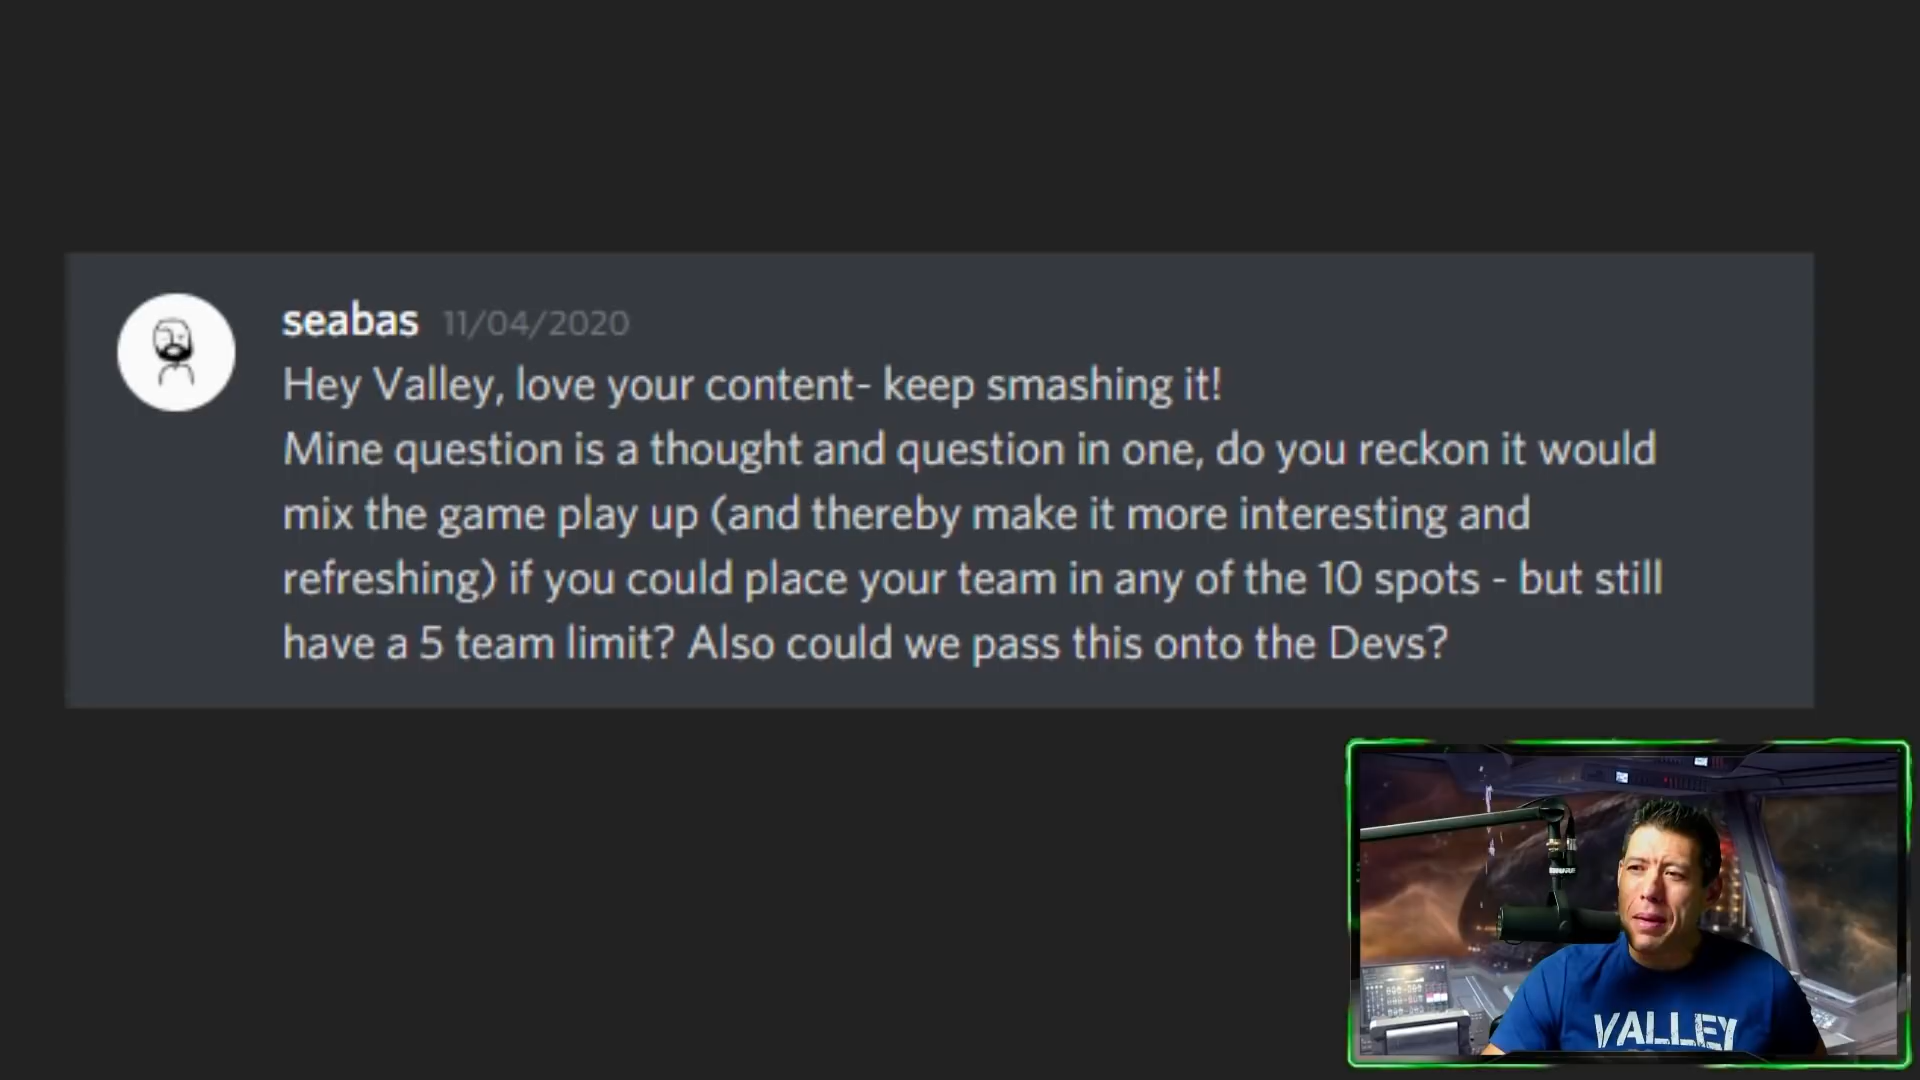 seabas 11/04/2020
Hey Valley, love your content- keep smashing it!
Mine question is a thought and question in one, do you reckon it would
mix the game play up (and thereby make it more interesting and
refreshing) if you could place your team in any of the 10 spots - but still
have a 5 team limit? Also could we pass this onto the Devs?
VALLEY